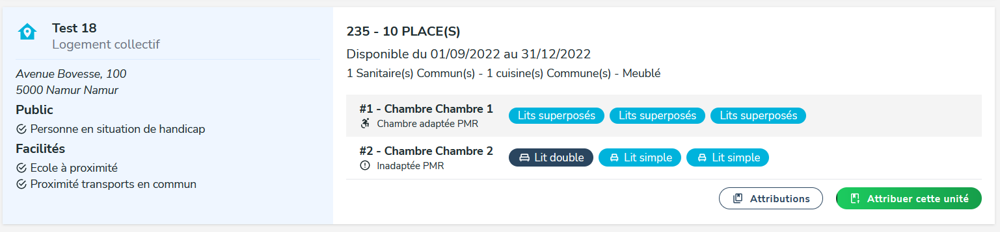 Test 18
Logement collectif
Avenue Bovesse, 100
5000 Namur Namur
Public
Personne en situation de handicap
Facilités
Ecole à proximité
Proximité transports en commun
235 - 10 PLACE(S)
Disponible du 01/09/2022 au 31/12/2022
1 Sanitaire(s) Commun(s) - 1 cuisine(s) Commune(s) - Meublé
#1 - Chambre Chambre 1
Chambre adaptée PMR
Lits superposés Lits superposés Lits superposés
#2 - Chambre Chambre 2
Inadaptée PMR
Lit double Lit simple Lit simple
Attributions Attribuer cette unité